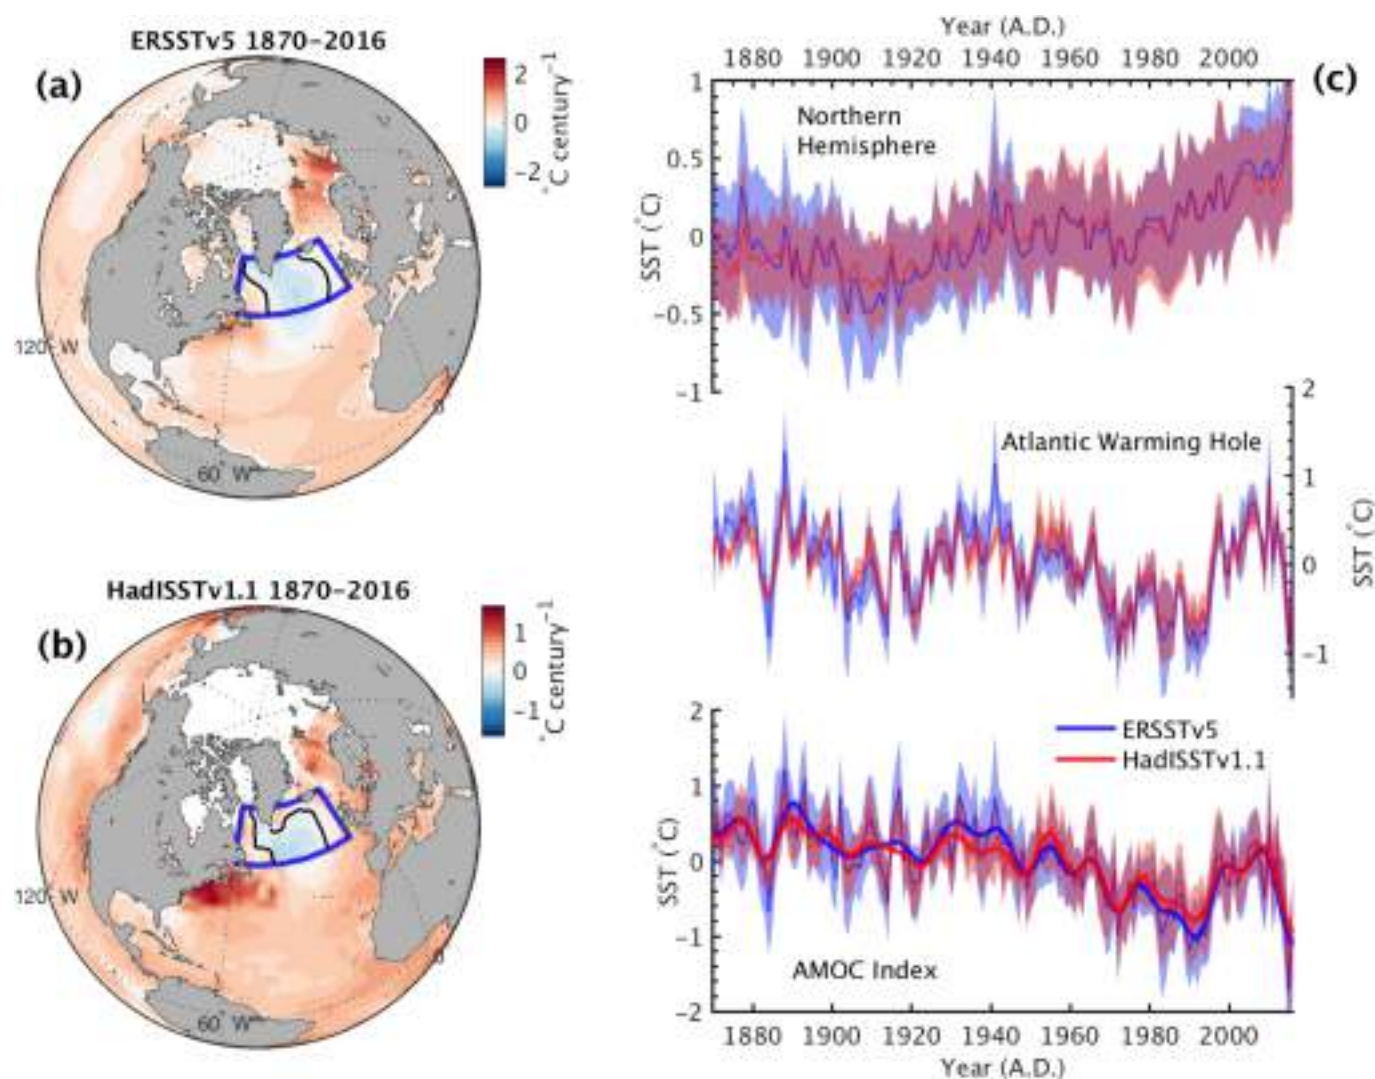 ERSSTv5 1870-2016
(a)
2
0
-2
°C century⁻¹
120° W
60° W
0
HadISSTv1.1 1870-2016
(b)
1
0
-1
°C century⁻¹
120° W
60° W
0
Year (A.D.)
1880 1900 1920 1940 1960 1980 2000
(c)
1
0.5
0
-0.5
-1
SST (°C)
Northern
Hemisphere
2
1
0
-1
SST (°C)
Atlantic Warming Hole
2
1
0
-1
-2
SST (°C)
ERSSTv5
HadISSTv1.1
AMOC Index
1880 1900 1920 1940 1960 1980 2000
Year (A.D.)